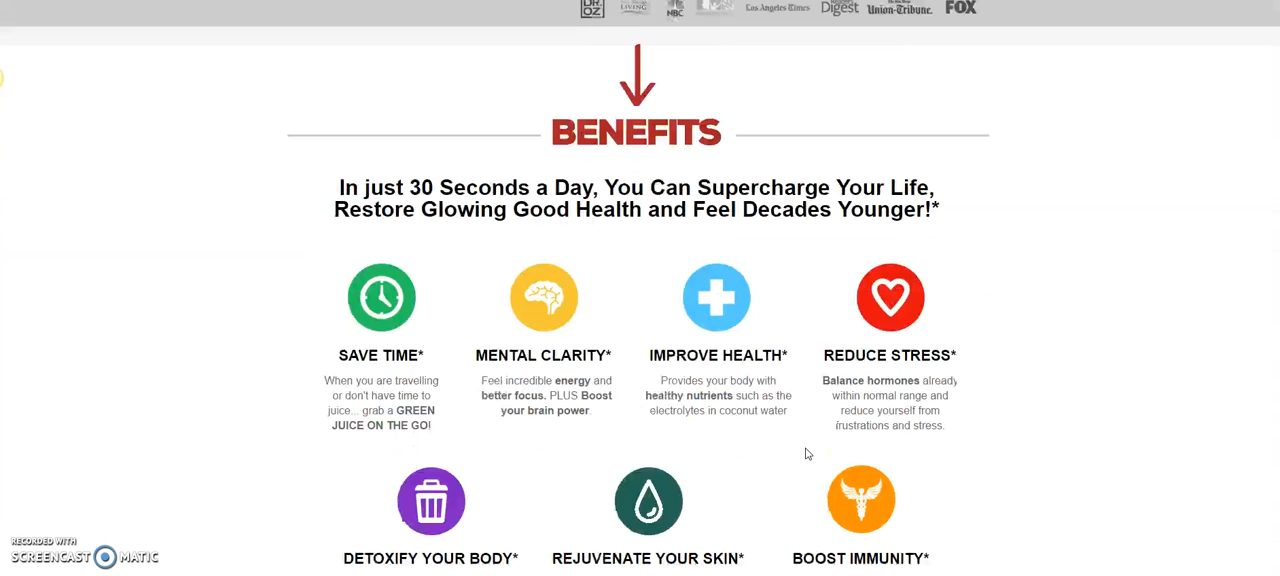 DR.
OZ
LIVING
NBC
Los Angeles Times
Digest
Union-Tribune.
FOX
BENEFITS
In just 30 Seconds a Day, You Can Supercharge Your Life,
Restore Glowing Good Health and Feel Decades Younger!*
SAVE TIME*
When you are travelling
or don't have time to
juice... grab a GREEN
JUICE ON THE GO!
MENTAL CLARITY*
Feel incredible energy and
better focus. PLUS Boost
your brain power.
IMPROVE HEALTH*
Provides your body with
healthy nutrients such as the
electrolytes in coconut water
REDUCE STRESS*
Balance hormones already
within normal range and
reduce yourself from
frustrations and stress.
DETOXIFY YOUR BODY*
REJUVENATE YOUR SKIN*
BOOST IMMUNITY*
RECORDED WITH
SCREENCAST MATIC